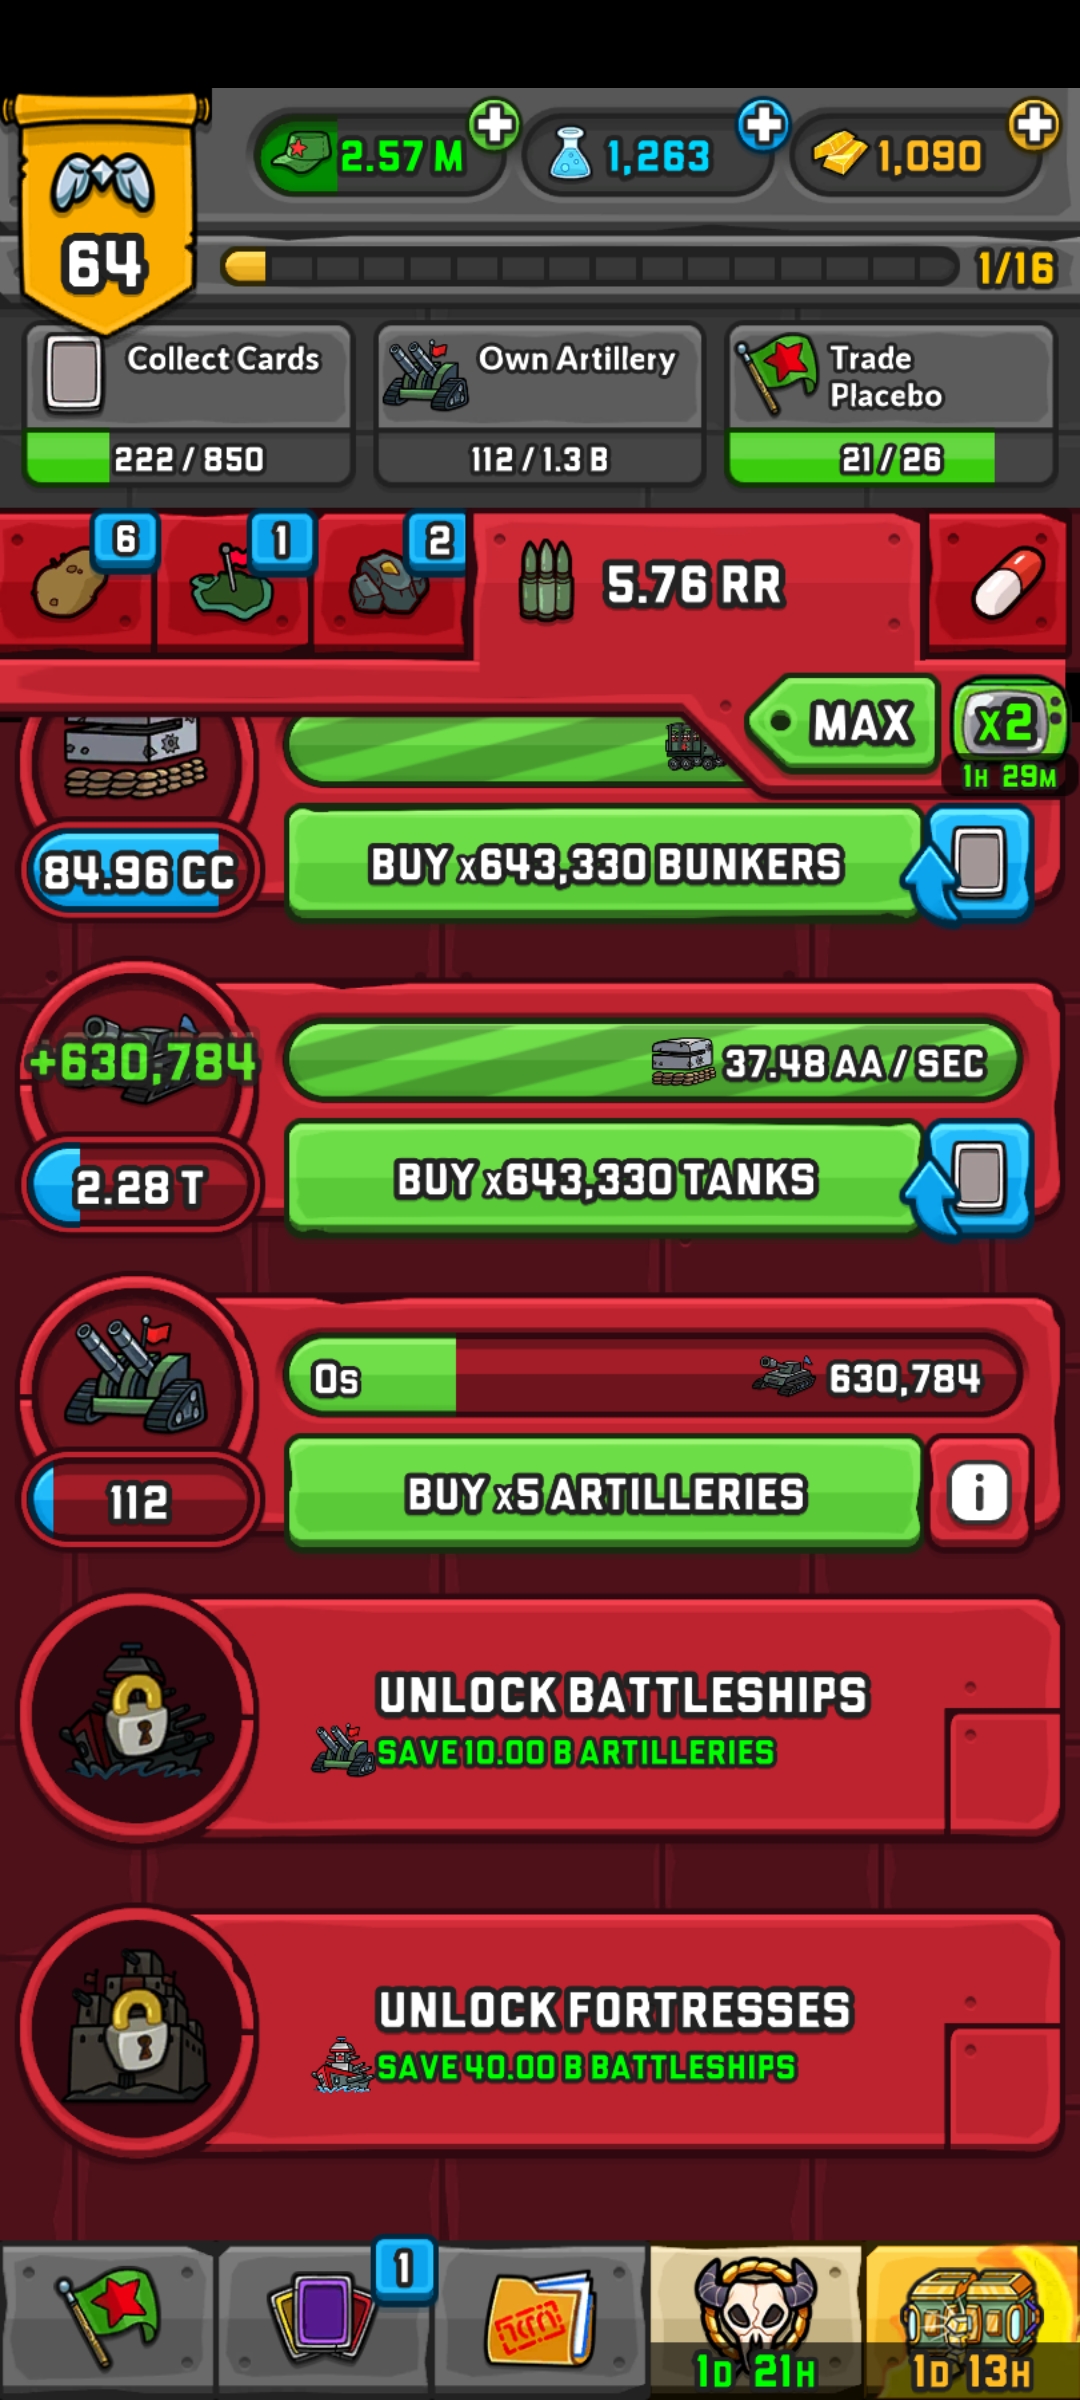 2.57 M
1,263
1,090
64
1/16
Collect Cards
222 / 850
Own Artillery
112 / 1.3 B
Trade
Placebo
21 / 26
6
1
2
5.76 RR
MAX
x2
1H 29M
84.96 CC
BUY x643,330 BUNKERS
+630,784
37.48 AA / SEC
2.28 T
BUY x643,330 TANKS
0s
630,784
112
BUY x5 ARTILLERIES
i
UNLOCK BATTLESHIPS
SAVE 10.00 B ARTILLERIES
UNLOCK FORTRESSES
SAVE 40.00 B BATTLESHIPS
1
1D 21H
1D 13H